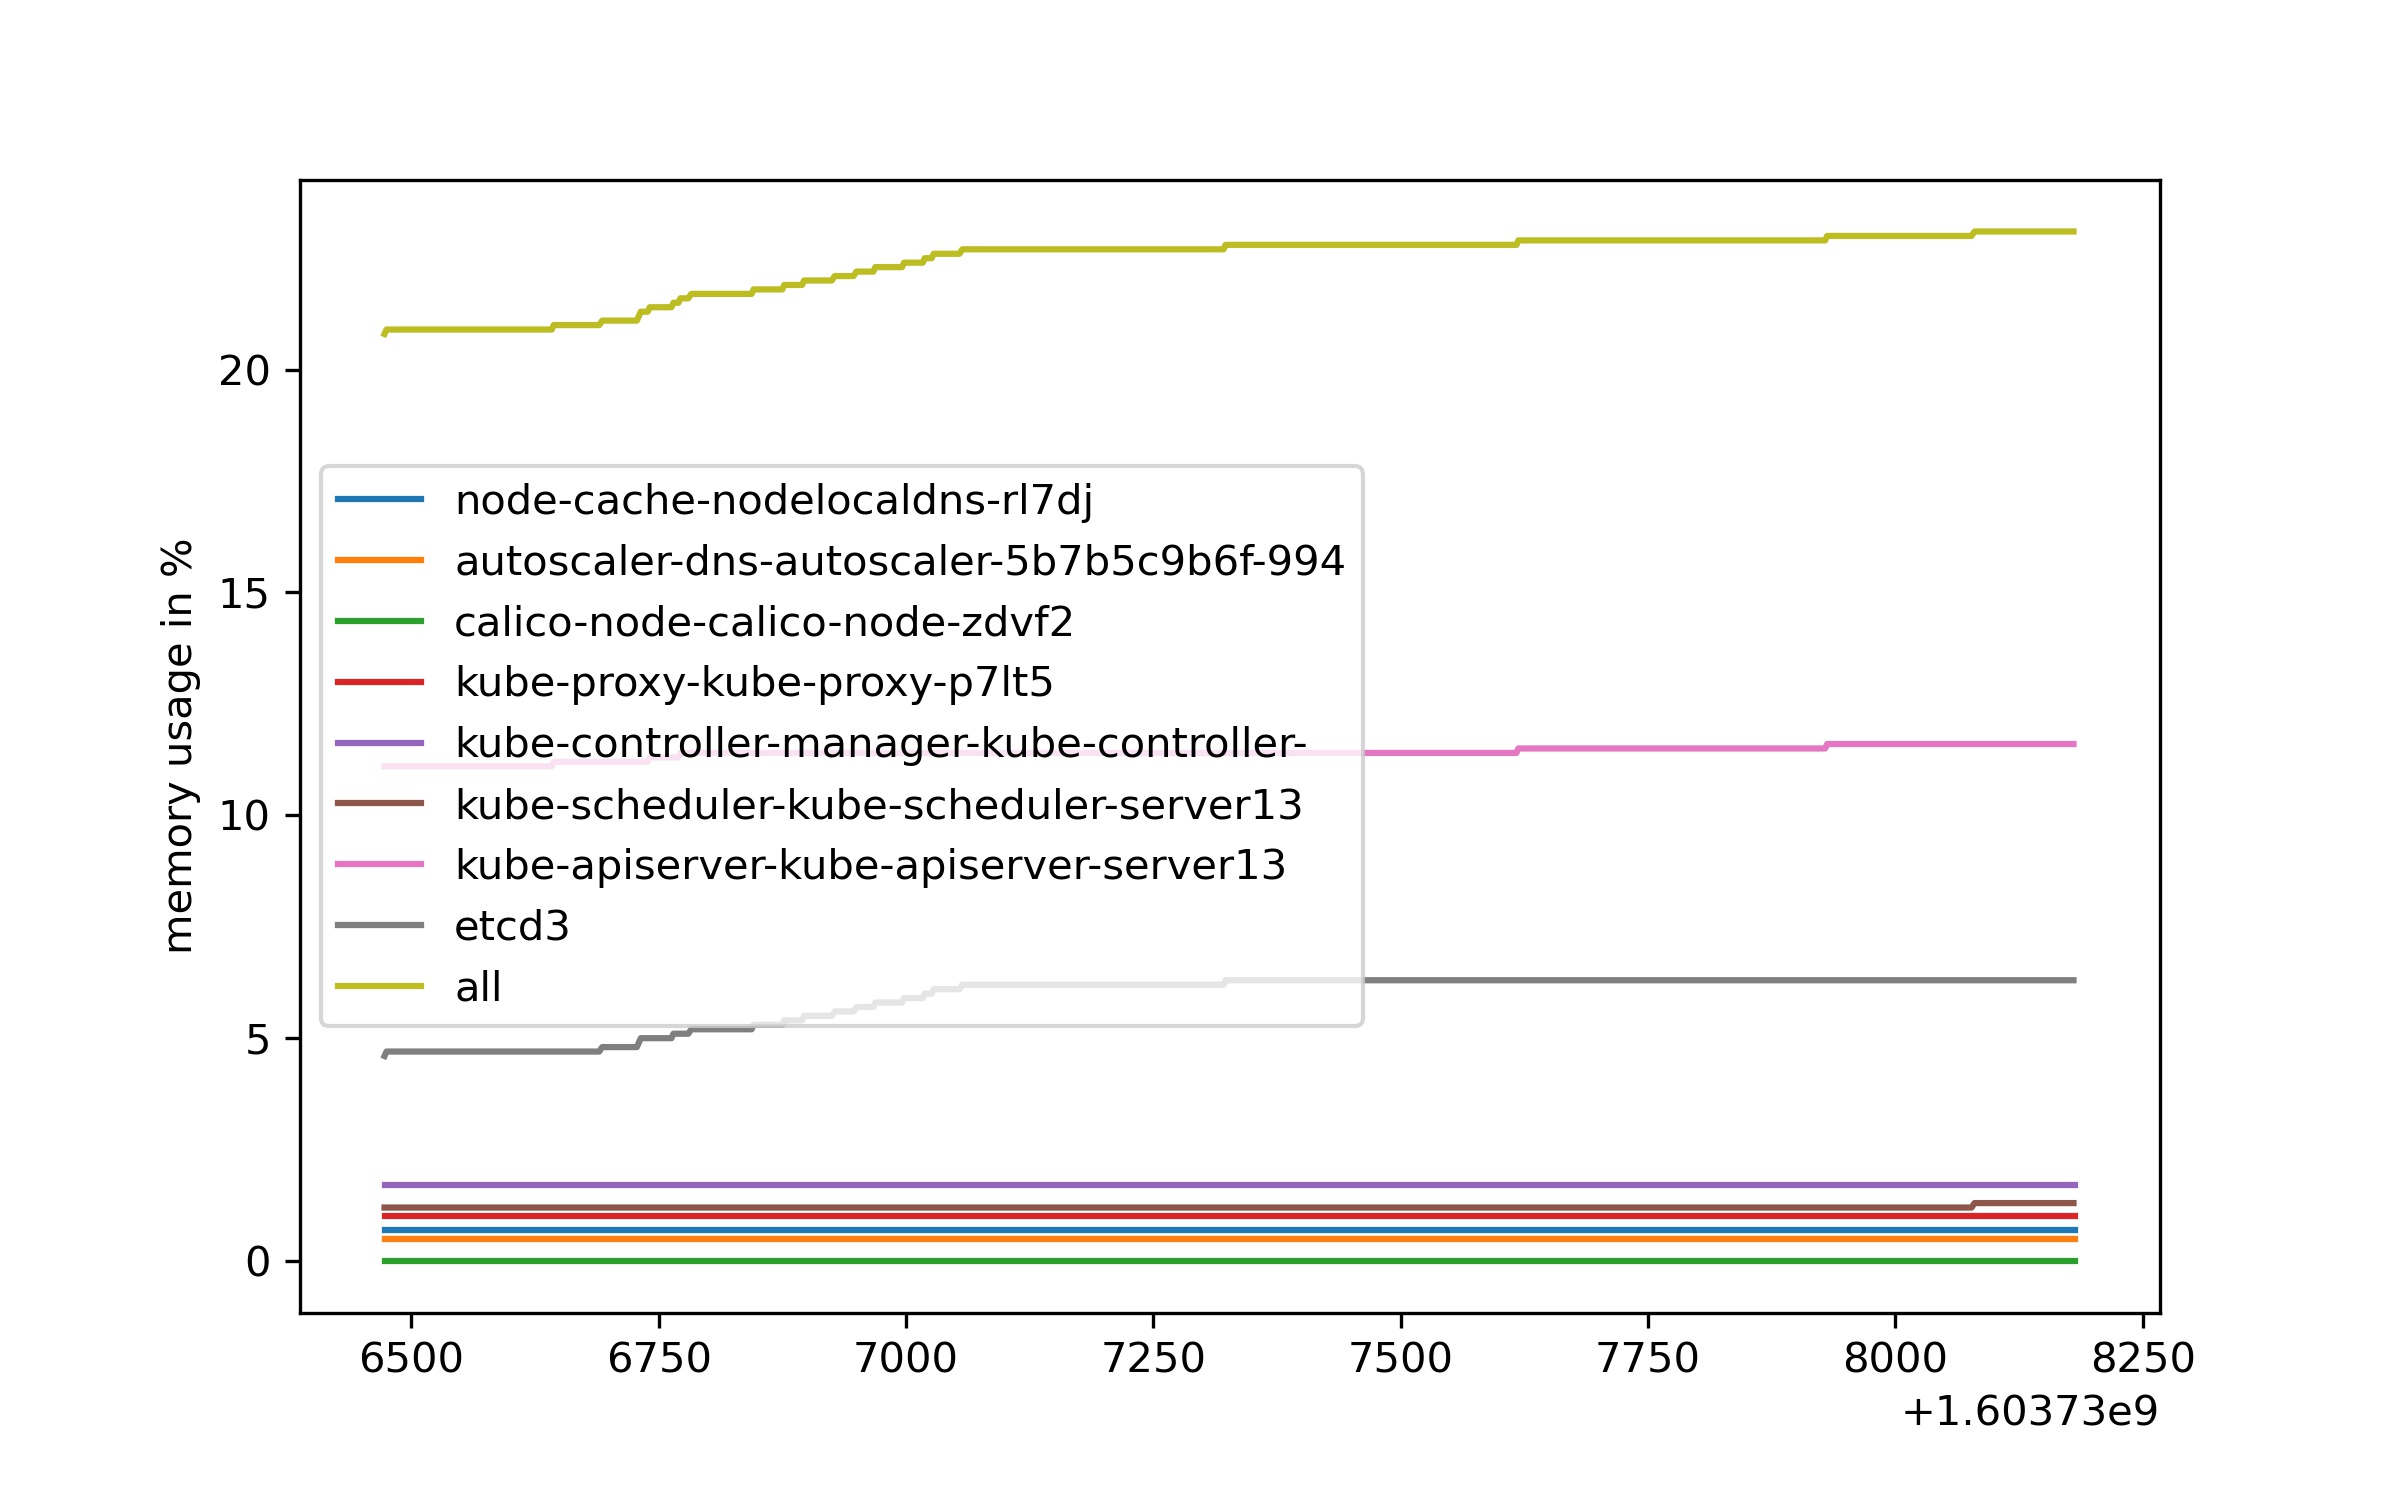 memory usage in %
20
15
10
5
0
node-cache-nodelocaldns-rl7dj
autoscaler-dns-autoscaler-5b7b5c9b6f-994
calico-node-calico-node-zdvf2
kube-proxy-kube-proxy-p7lt5
kube-controller-manager-kube-controller-
kube-scheduler-kube-scheduler-server13
kube-apiserver-kube-apiserver-server13
etcd3
all
6500 6750 7000 7250 7500 7750 8000 8250
+1.60373e9